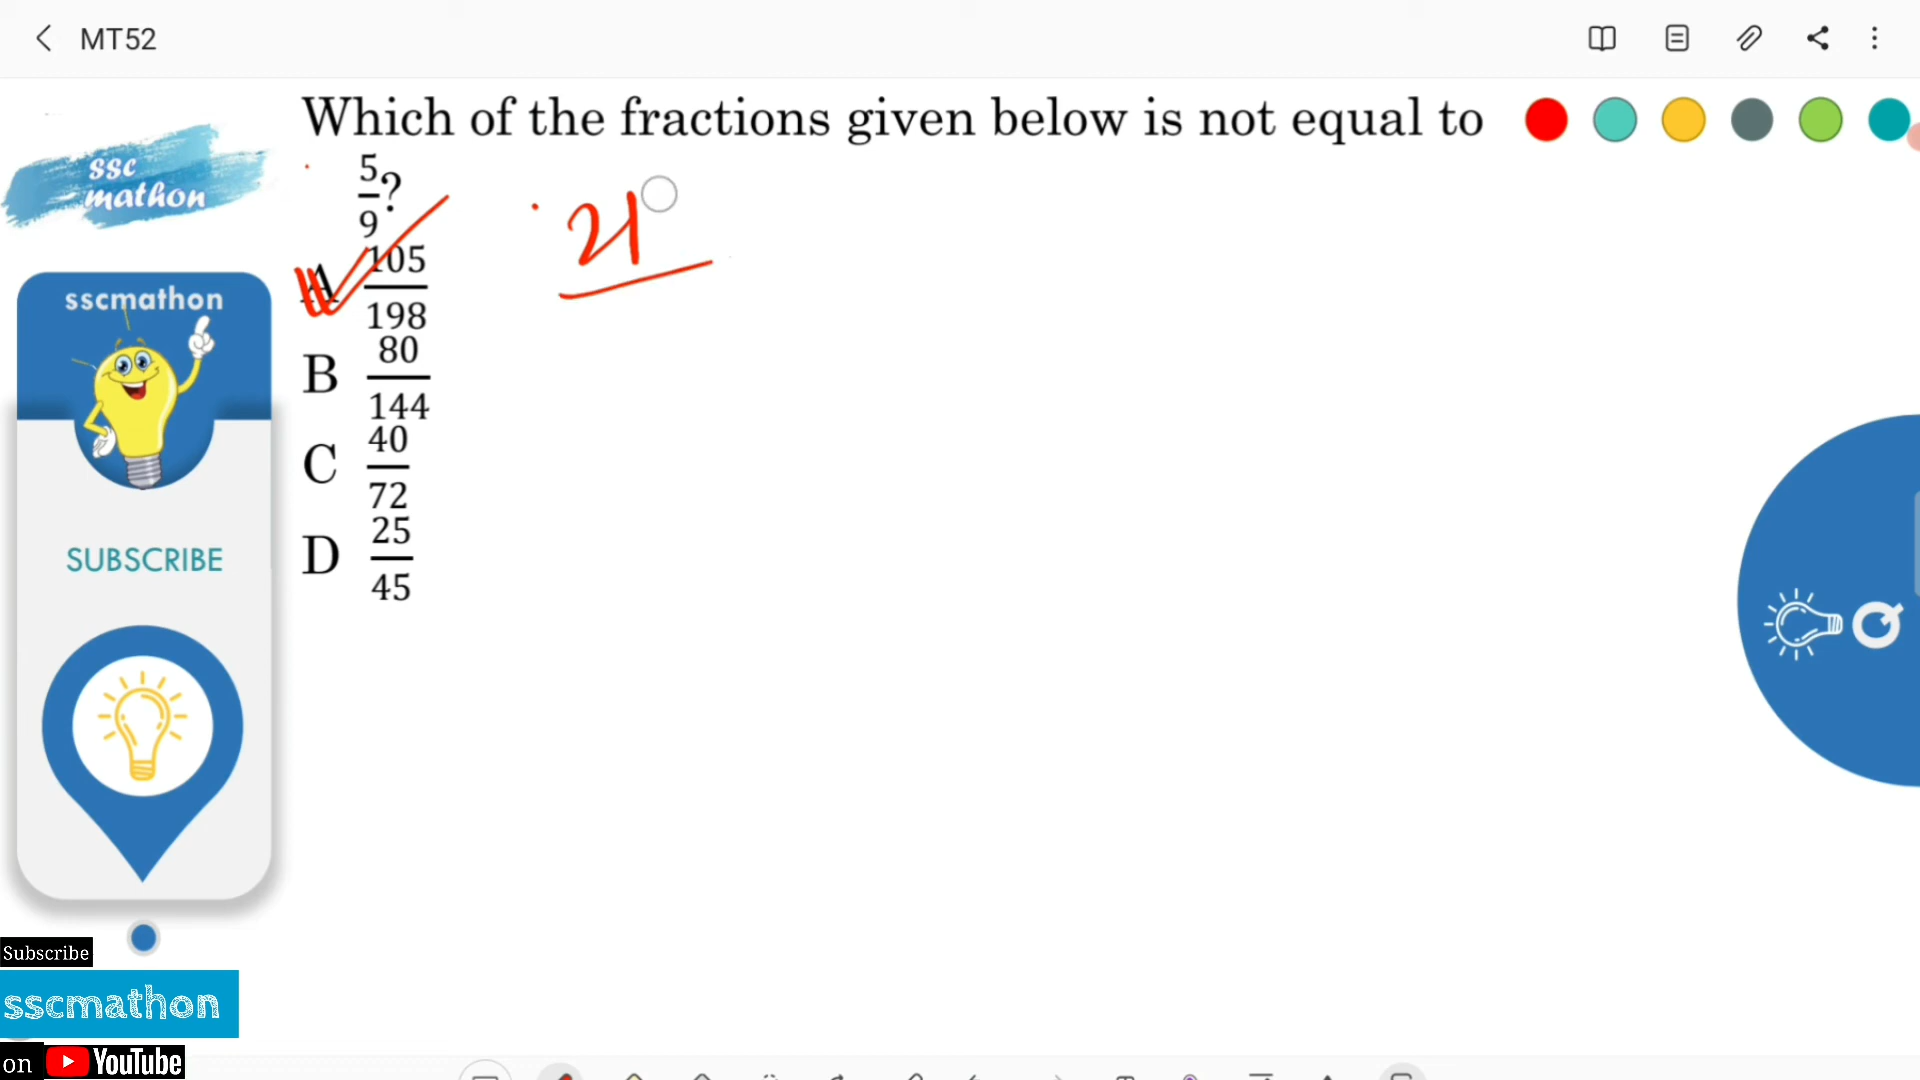 MT52
Which of the fractions given below is not equal to
5/9?
A 105/198
B 80/144
C 40/72
D 25/45
21
ssc
mathon
sscmathon
SUBSCRIBE
Q
Subscribe
sscmathon
on YouTube